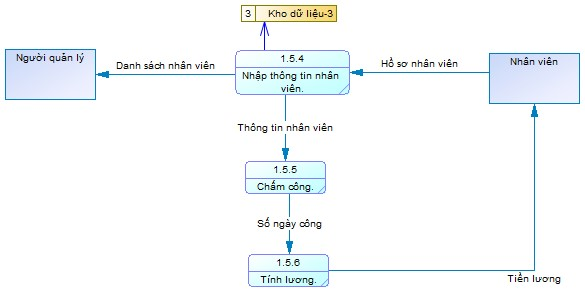 3 Kho dữ liệu-3
Người quản lý
Danh sách nhân viên
1.5.4
Nhập thông tin nhân
viên.
Hồ sơ nhân viên
Nhân viên
Thông tin nhân viên
1.5.5
Chấm công.
Số ngày công
1.5.6
Tính lương.
Tiền lương